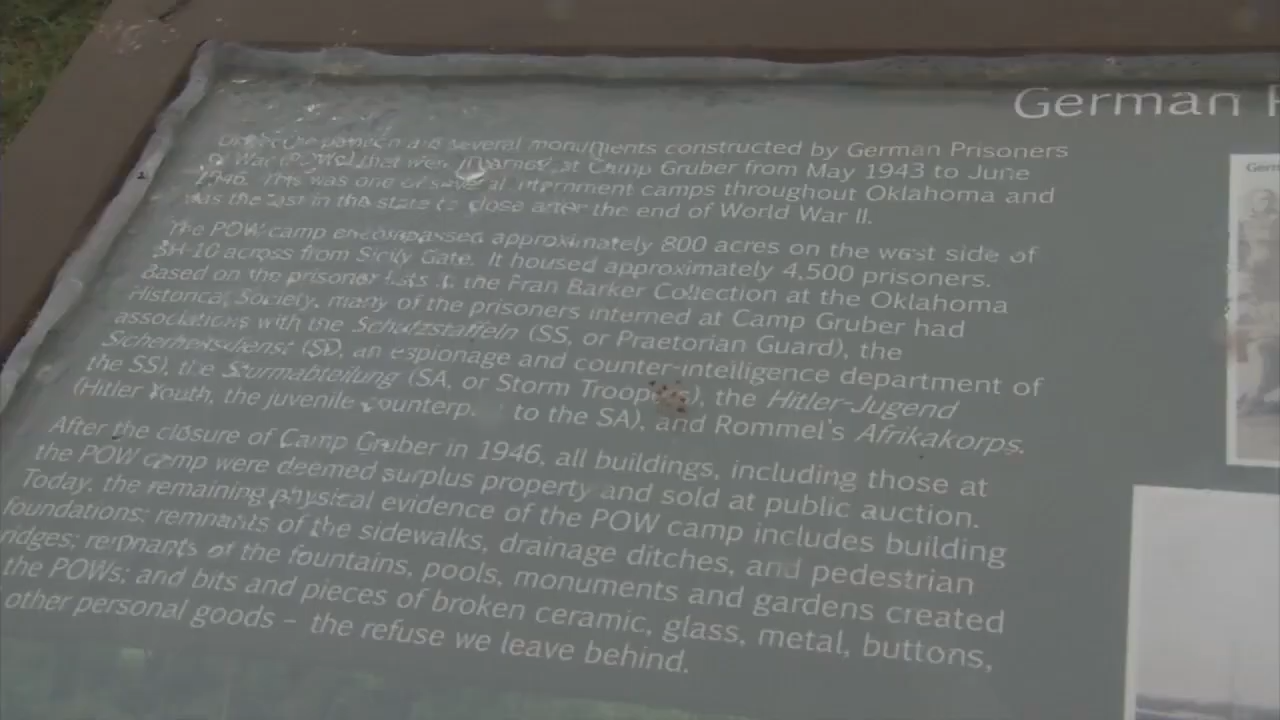 German
several monuments constructed by German Prisoners
of War (POWs) that were at Camp Gruber from May 1943 to June
1946. This was one of several internment camps throughout Oklahoma and
was the last in the state to close after the end of World War II.
The POW camp encompassed approximately 800 acres on the west side of
SH-10 across from Sicily Gate. It housed approximately 4,500 prisoners.
Based on the prisoner lists in the Fran Barker Collection at the Oklahoma
Historical Society, many of the prisoners interned at Camp Gruber had
associations with the Schutzstaffeln (SS, or Praetorian Guard), the
Sicherheitsdienst (SD, an espionage and counter-intelligence department of
the SS), the Sturmabteilung (SA, or Storm Troopers), the Hitler-Jugend
(Hitler Youth, the juvenile to the SA), and Rommel's Afrikakorps.
After the closure of Camp Gruber in 1946, all buildings, including those at
the POW camp were deemed surplus property and sold at public auction.
Today, the remaining physical evidence of the POW camp includes building
foundations; remnants of the sidewalks, drainage ditches, and pedestrian
ridges; remnants of the fountains, pools, monuments and gardens created
the POWs; and bits and pieces of broken ceramic, glass, metal, buttons,
other personal goods – the refuse we leave behind.